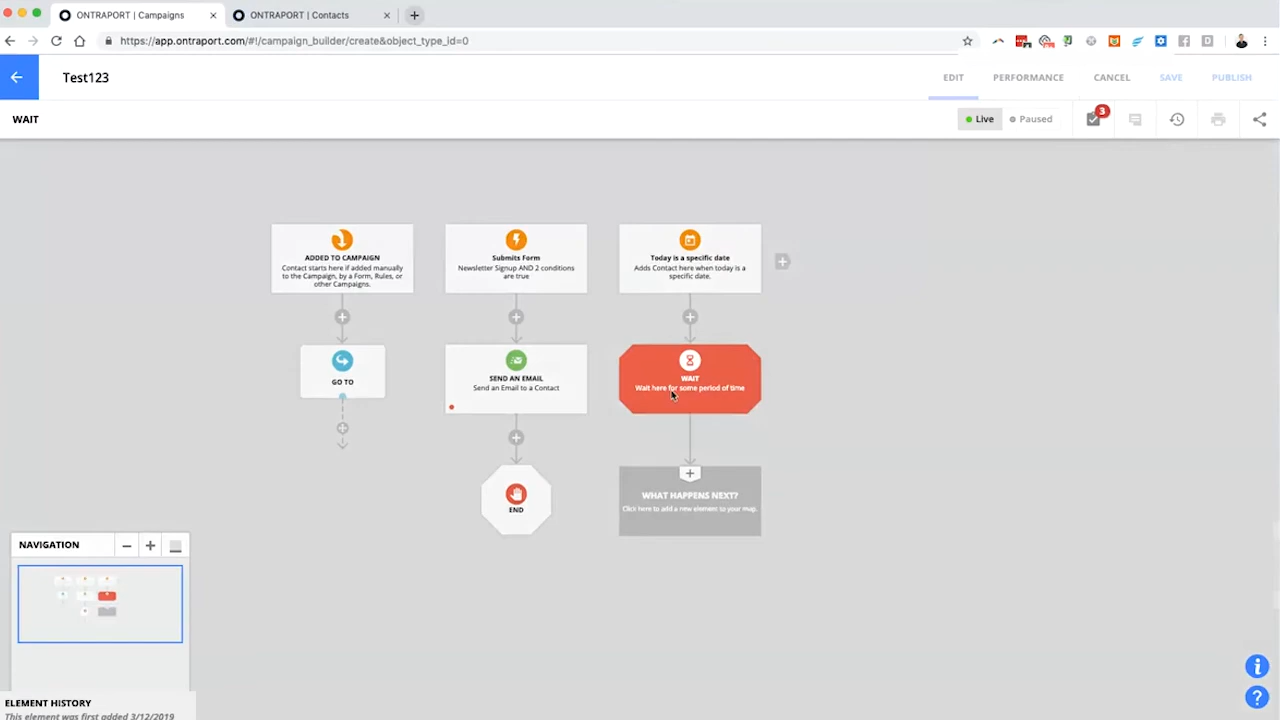 ONTRAPORT | Campaigns
ONTRAPORT | Contacts
https://app.ontraport.com/#!/campaign_builder/create&object_type_id=0
Test123
EDIT
PERFORMANCE
CANCEL
SAVE
PUBLISH
WAIT
Live
Paused
3
ADDED TO CAMPAIGN
Contact starts here if added manually
to the Campaign, by a Form, Rules, or
other Campaigns.
Submits Form
Newsletter Signup AND 2 conditions
are true
Today is a specific date
Adds Contact here when today is a
specific date.
GO TO
SEND AN EMAIL
Send an Email to a Contact
WAIT
Wait here for some period of time
END
WHAT HAPPENS NEXT?
Click here to add a new element to your map.
NAVIGATION
ELEMENT HISTORY
This element was first added 3/12/2019